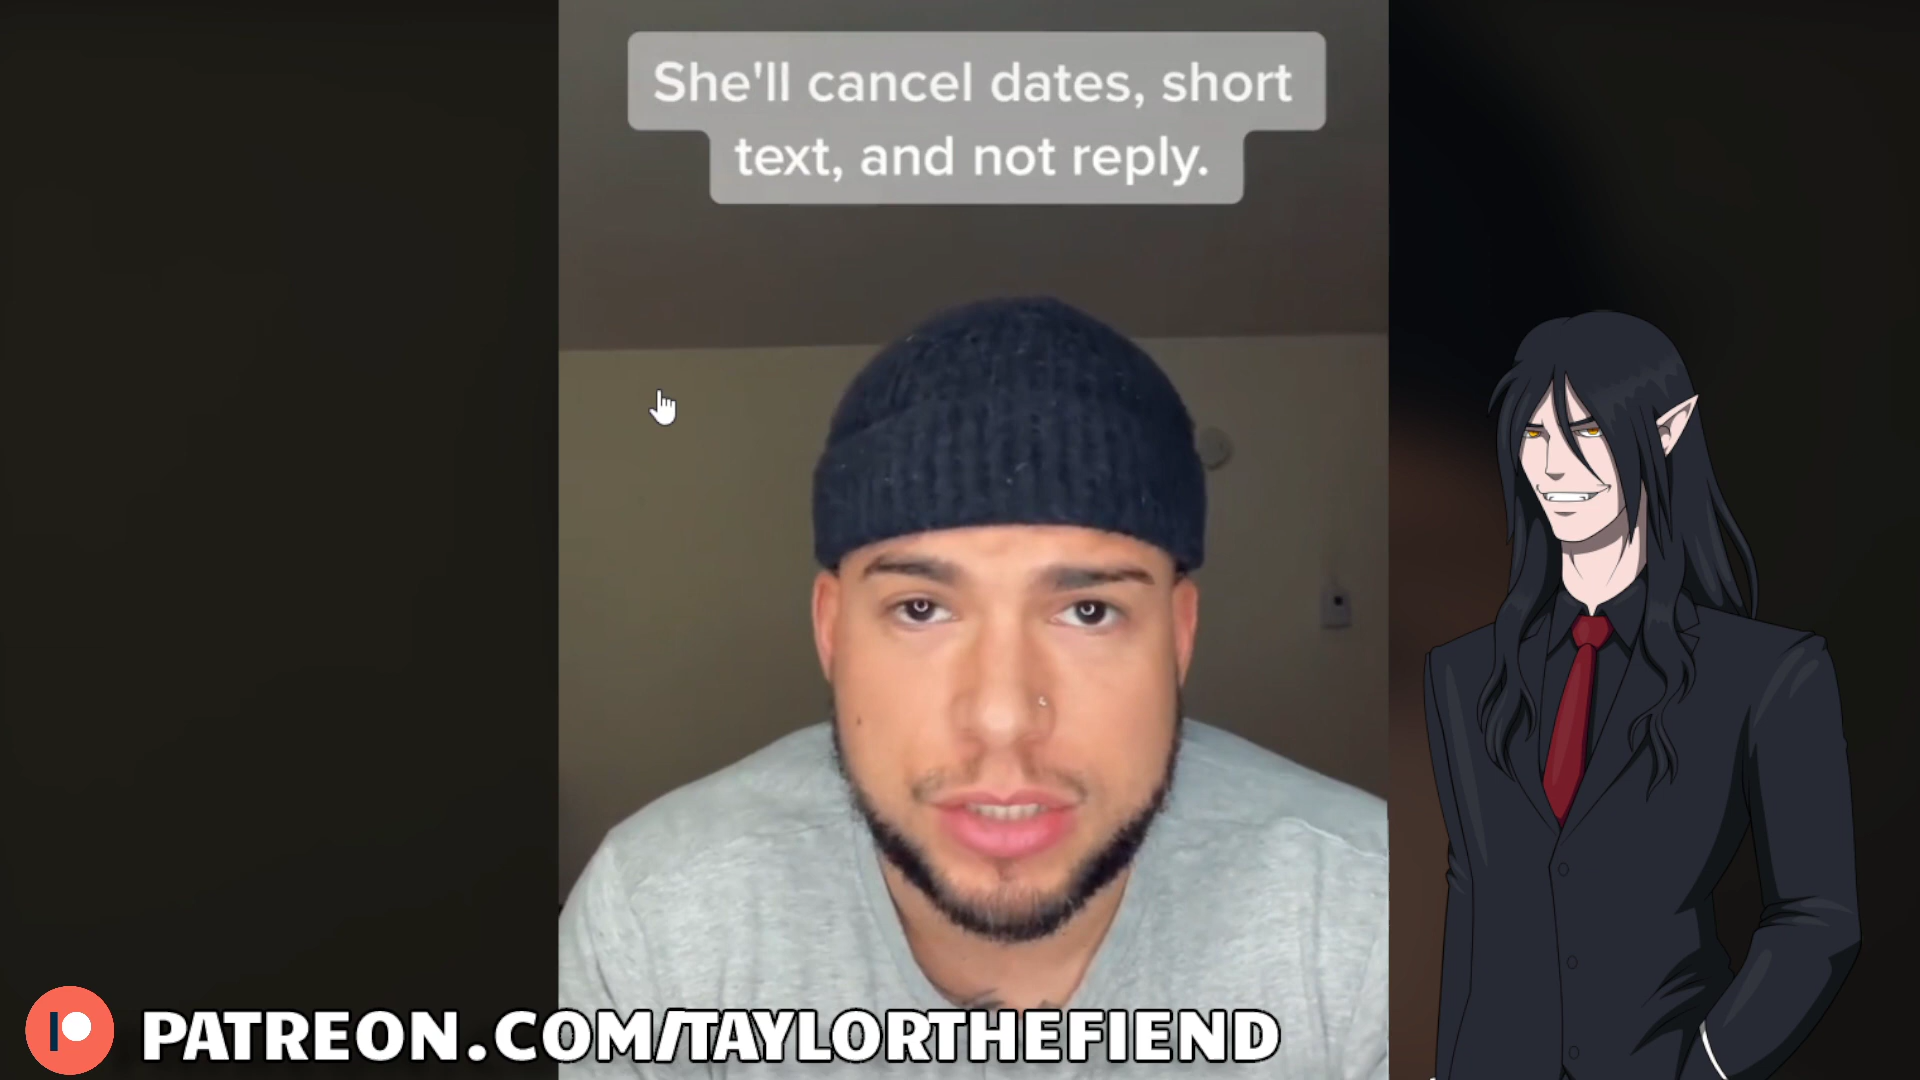 She'll cancel dates, short
text, and not reply.
PATREON.COM/TAYLORTHEFIEND